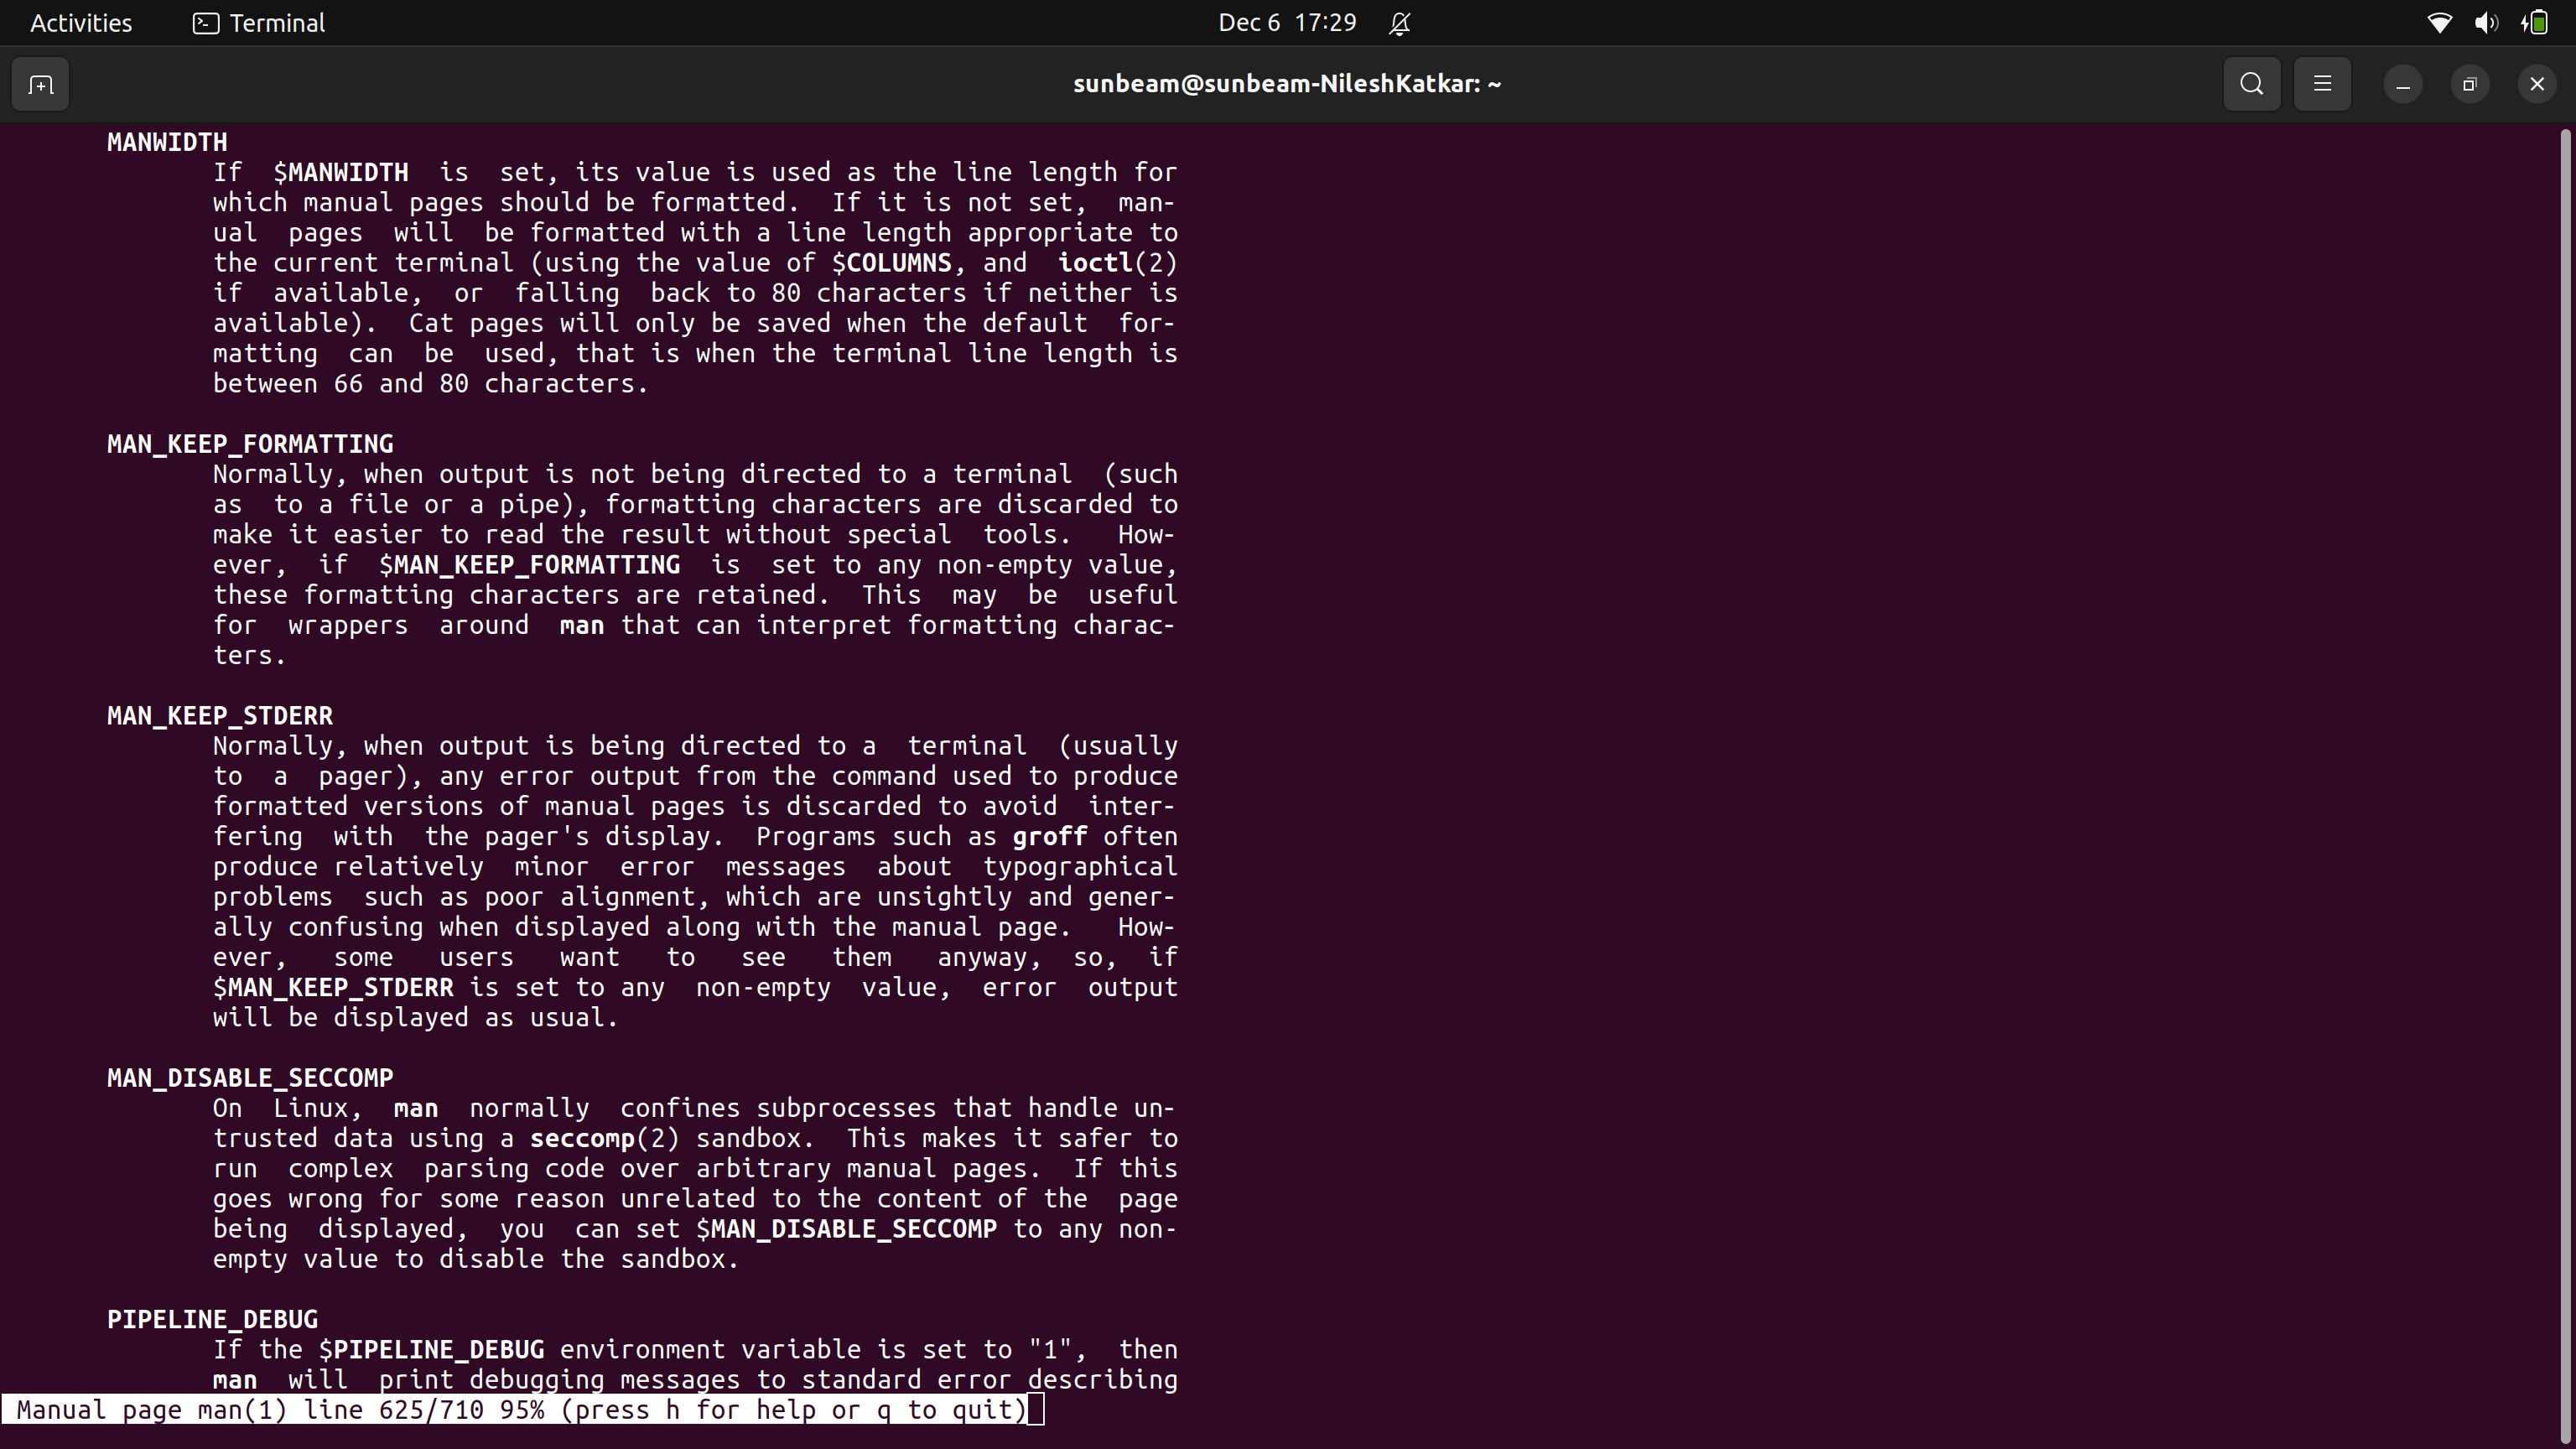 Activities Terminal Dec 6 17:29
sunbeam@sunbeam-NileshKatkar: ~
MANWIDTH
If $MANWIDTH is set, its value is used as the line length for
which manual pages should be formatted. If it is not set, man-
ual pages will be formatted with a line length appropriate to
the current terminal (using the value of $COLUMNS, and ioctl(2)
if available, or falling back to 80 characters if neither is
available). Cat pages will only be saved when the default for-
matting can be used, that is when the terminal line length is
between 66 and 80 characters.
MAN_KEEP_FORMATTING
Normally, when output is not being directed to a terminal (such
as to a file or a pipe), formatting characters are discarded to
make it easier to read the result without special tools. How-
ever, if $MAN_KEEP_FORMATTING is set to any non-empty value,
these formatting characters are retained. This may be useful
for wrappers around man that can interpret formatting charac-
ters.
MAN_KEEP_STDERR
Normally, when output is being directed to a terminal (usually
to a pager), any error output from the command used to produce
formatted versions of manual pages is discarded to avoid inter-
fering with the pager's display. Programs such as groff often
produce relatively minor error messages about typographical
problems such as poor alignment, which are unsightly and gener-
ally confusing when displayed along with the manual page. How-
ever, some users want to see them anyway, so, if
$MAN_KEEP_STDERR is set to any non-empty value, error output
will be displayed as usual.
MAN_DISABLE_SECCOMP
On Linux, man normally confines subprocesses that handle un-
trusted data using a seccomp(2) sandbox. This makes it safer to
run complex parsing code over arbitrary manual pages. If this
goes wrong for some reason unrelated to the content of the page
being displayed, you can set $MAN_DISABLE_SECCOMP to any non-
empty value to disable the sandbox.
PIPELINE_DEBUG
If the $PIPELINE_DEBUG environment variable is set to "1", then
man will print debugging messages to standard error describing
Manual page man(1) line 625/710 95% (press h for help or q to quit)